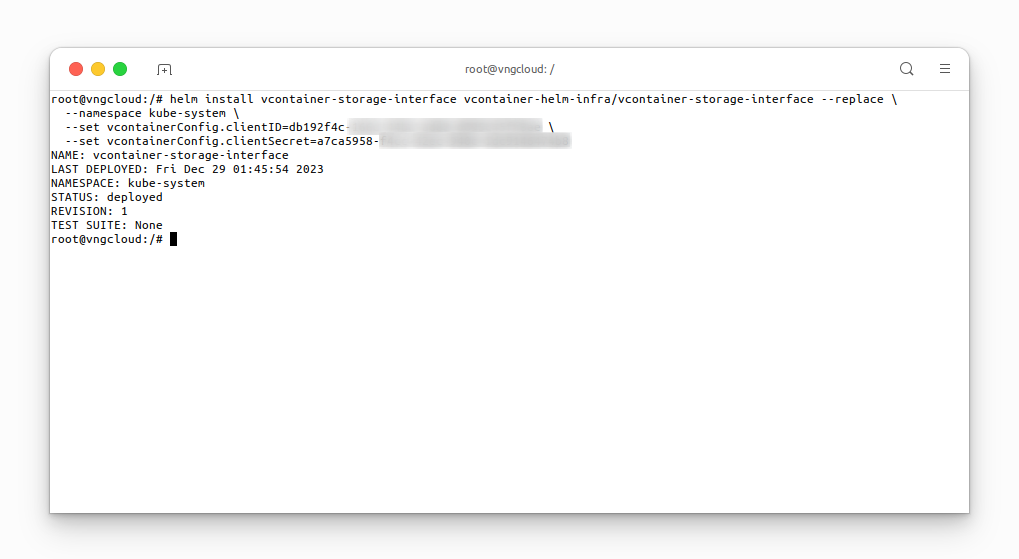 root@vngcloud: /
root@vngcloud:/# helm install vcontainer-storage-interface vcontainer-helm-infra/vcontainer-storage-interface --replace \
  --namespace kube-system \
  --set vcontainerConfig.clientID=db192f4c- \
  --set vcontainerConfig.clientSecret=a7ca5958-
NAME: vcontainer-storage-interface
LAST DEPLOYED: Fri Dec 29 01:45:54 2023
NAMESPACE: kube-system
STATUS: deployed
REVISION: 1
TEST SUITE: None
root@vngcloud:/#